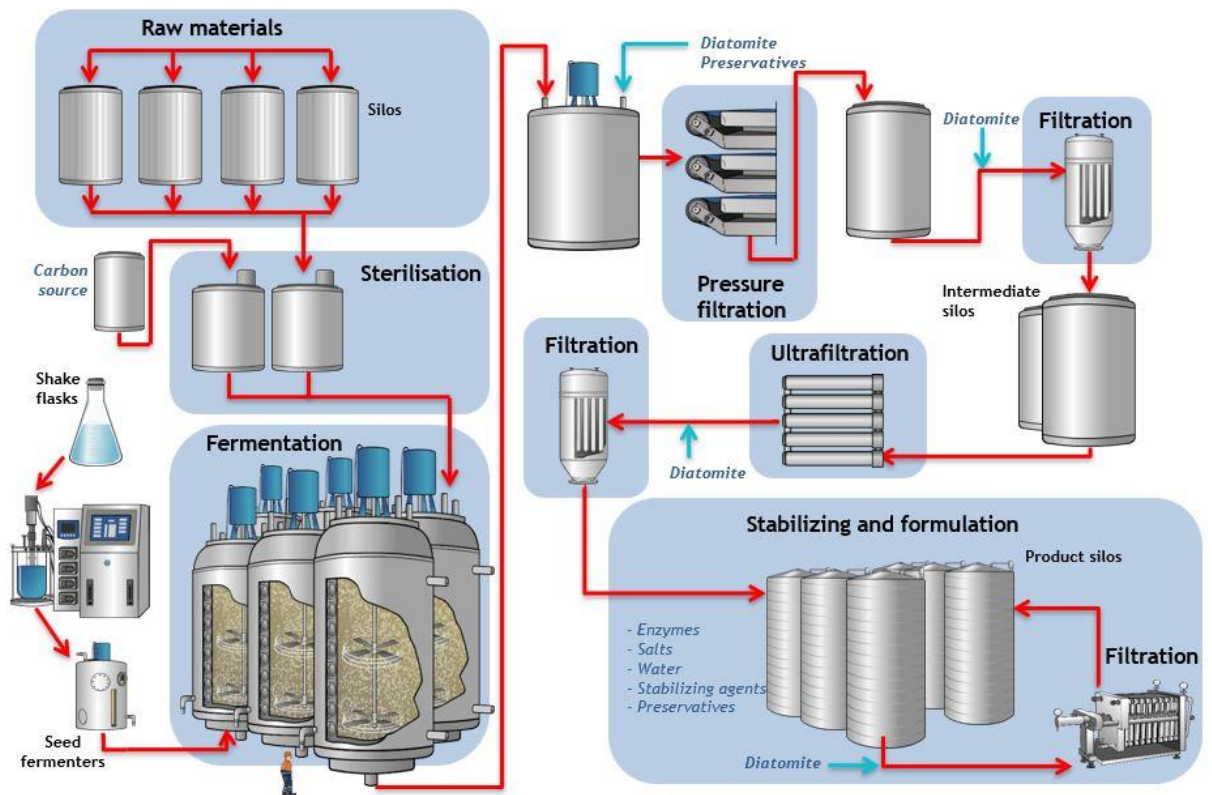 Raw materials
Silos
Carbon
source
Sterilisation
Shake
flasks
Fermentation
Seed
fermenters
Diatomite
Preservatives
Pressure
filtration
Diatomite
Filtration
Intermediate
silos
Ultrafiltration
Diatomite
Filtration
Stabilizing and formulation
Product silos
- Enzymes
- Salts
- Water
- Stabilizing agents
- Preservatives
Diatomite
Filtration